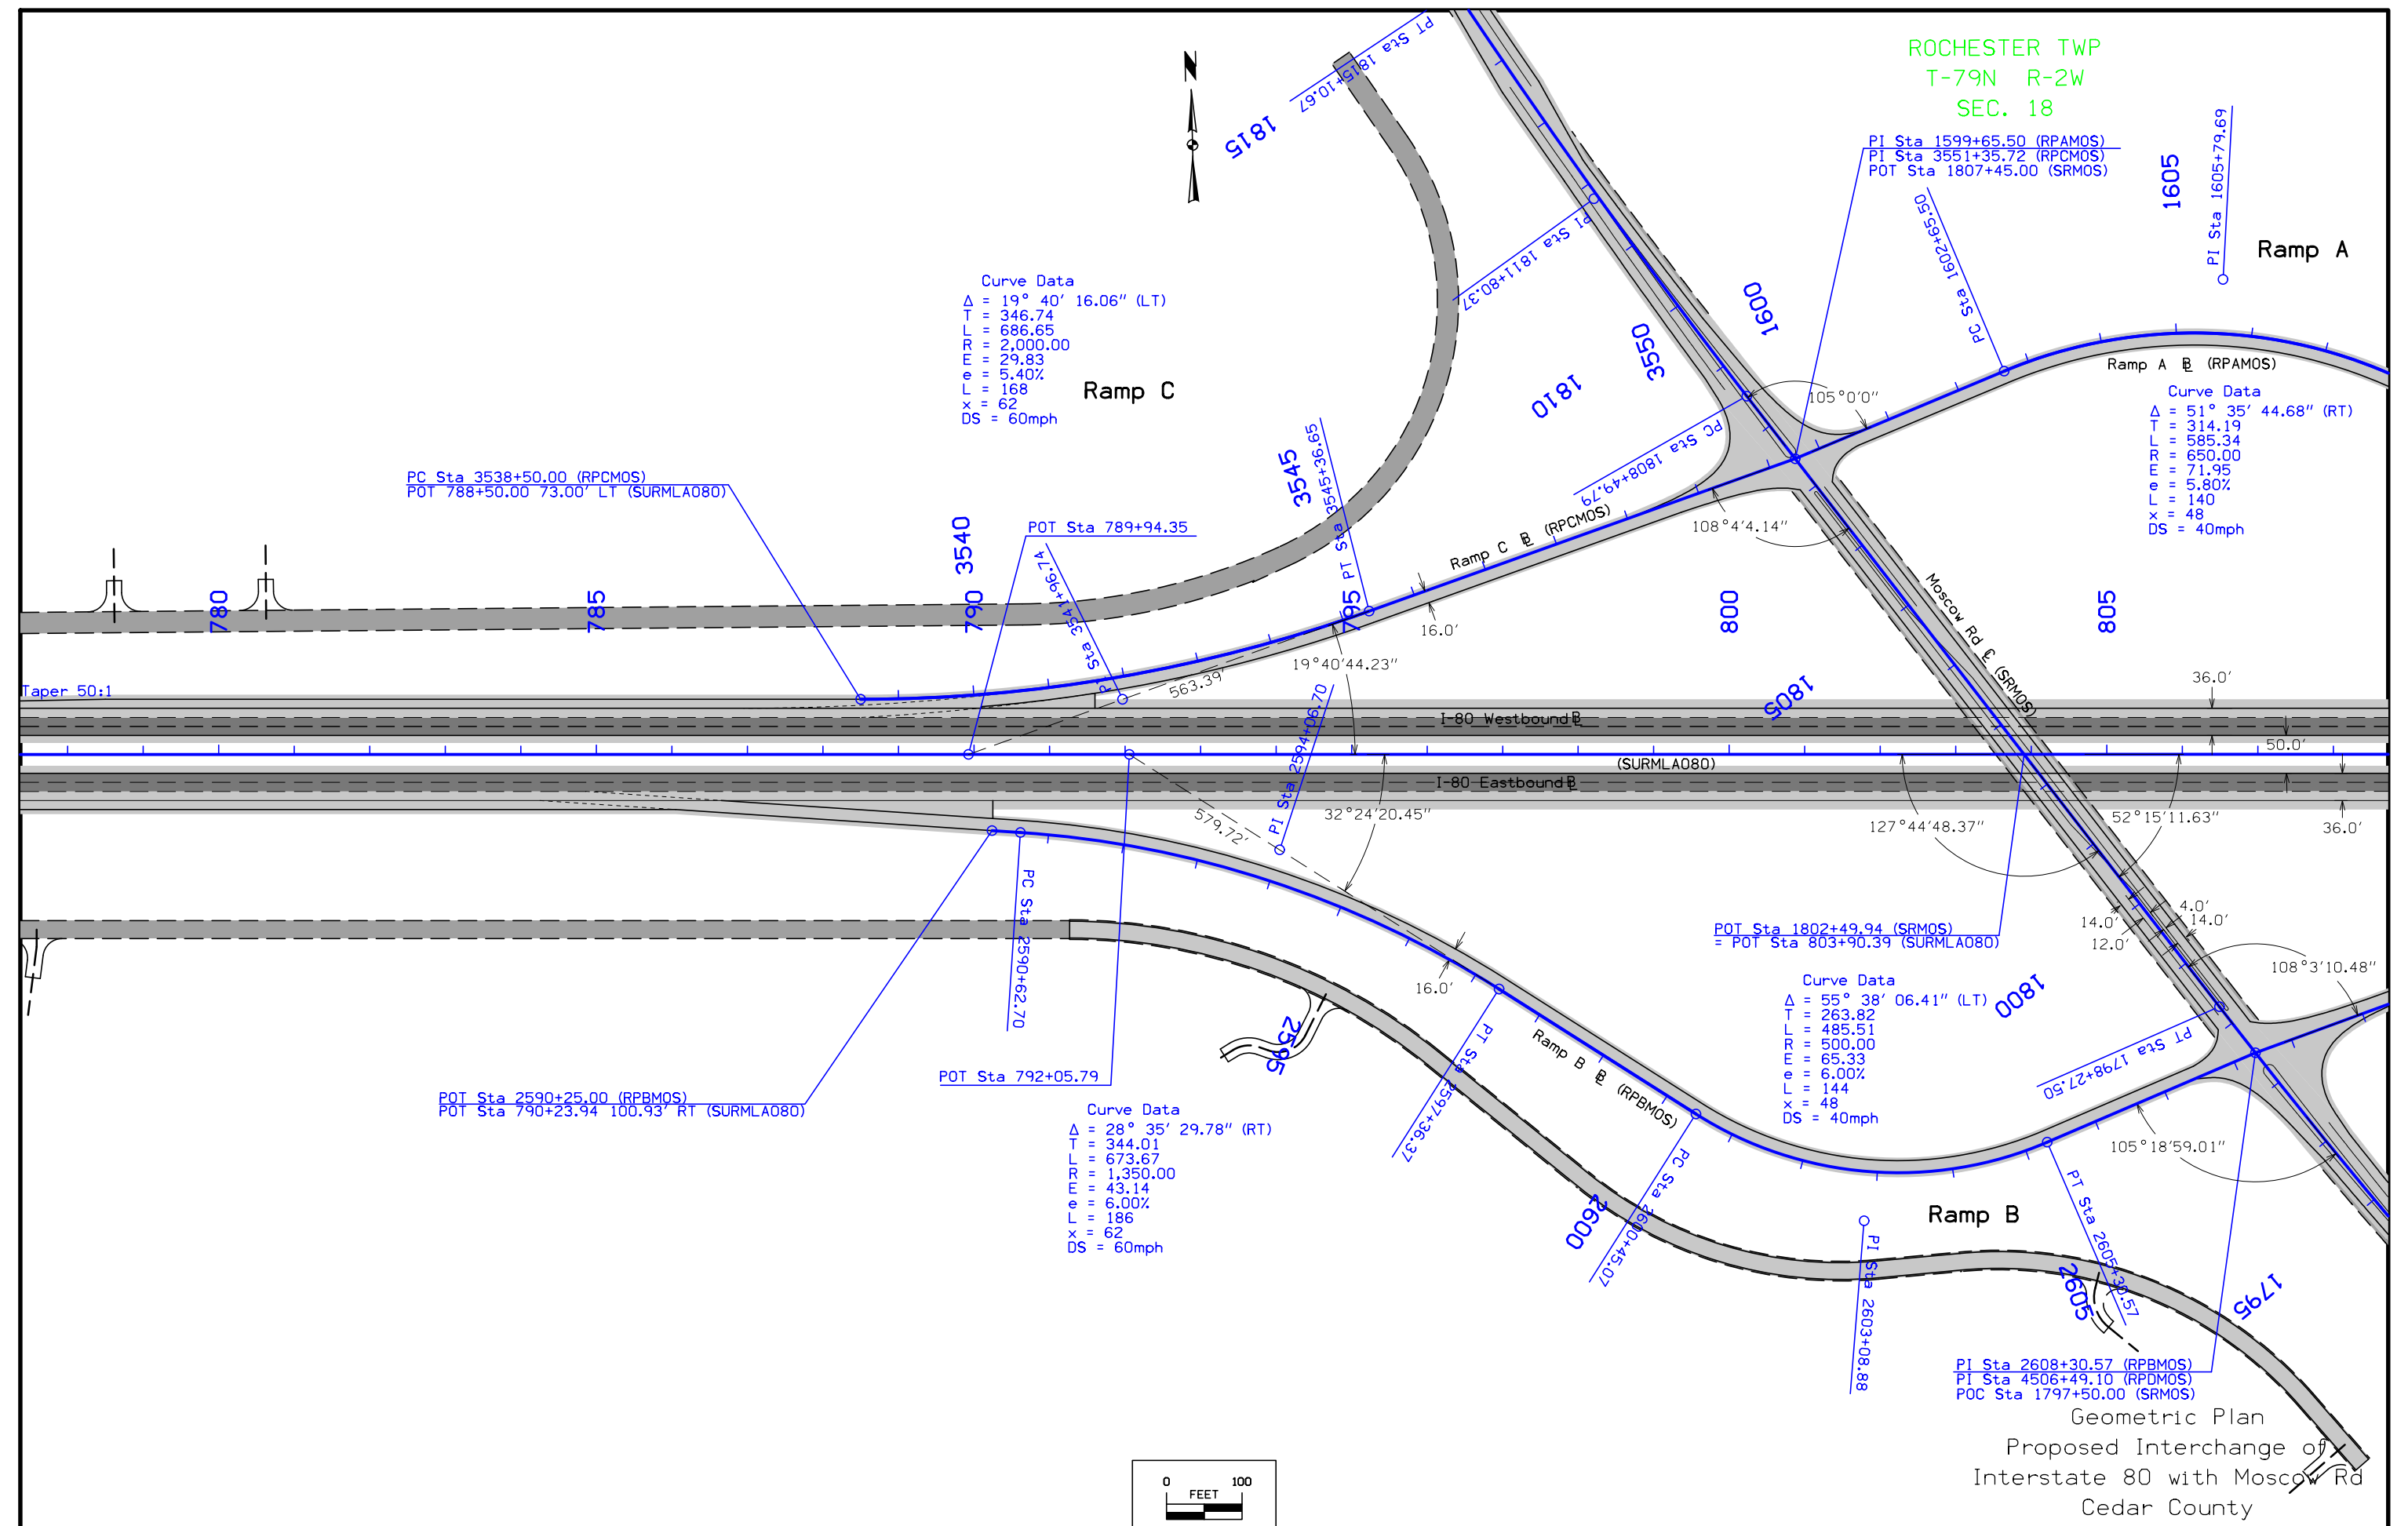 ROCHESTER TWP
T-79N R-2W
SEC. 18
N
PT Sta 1815+10.67
1815
PI Sta 1599+65.50 (RPAMOS)
PI Sta 3551+35.72 (RPCMOS)
POT Sta 1807+45.00 (SRMOS)
PC Sta 1602+65.50
1605
PI Sta 1605+79.69
Ramp A
PI Sta 1811+80.37
Curve Data
Δ = 19° 40' 16.06" (LT)
T = 346.74
L = 686.65
R = 2,000.00
E = 29.83
e = 5.40%
L = 168
x = 62
DS = 60mph
Ramp C
1600
3550
1810
105°0'0"
Ramp A BL (RPAMOS)
Curve Data
Δ = 51° 35' 44.68" (RT)
T = 314.19
L = 585.34
R = 650.00
E = 71.95
e = 5.80%
L = 140
x = 48
DS = 40mph
PC Sta 1808+49.79
PC Sta 3538+50.00 (RPCMOS)
POT 788+50.00 73.00' LT (SURMLA080)
POT Sta 789+94.35
3540
3545
PT Sta 3545+36.65
PI Sta 3541+96.74
Ramp C BL (RPCMOS)
108°4'4.14"
780
785
790
795
800
805
16.0'
Moscow Rd CL (SRMOS)
19°40'44.23"
563.39'
Taper 50:1
1805
36.0'
I-80 Westbound BL
50.0'
(SURMLA080)
I-80 Eastbound BL
PI Sta 2594+06.70
579.72'
32°24'20.45"
127°44'48.37"
52°15'11.63"
36.0'
PC Sta 2590+62.70
4.0'
14.0'
14.0'
12.0'
POT Sta 1802+49.94 (SRMOS)
= POT Sta 803+90.39 (SURMLA080)
108°3'10.48"
16.0'
Curve Data
Δ = 55° 38' 06.41" (LT)
T = 263.82
L = 485.51
R = 500.00
E = 65.33
e = 6.00%
L = 144
x = 48
DS = 40mph
1800
2595
PT Sta 2597+36.37
Ramp B BL (RPBMOS)
PT Sta 1798+27.50
POT Sta 792+05.79
POT Sta 2590+25.00 (RPBMOS)
POT Sta 790+23.94 100.93' RT (SURMLA080)
Curve Data
Δ = 28° 35' 29.78" (RT)
T = 344.01
L = 673.67
R = 1,350.00
E = 43.14
e = 6.00%
L = 186
x = 62
DS = 60mph
105°18'59.01"
PC Sta 2600+45.07
2600
Ramp B
PT Sta 2605+30.57
PI Sta 2603+08.88
2605
1795
PI Sta 2608+30.57 (RPBMOS)
PI Sta 4506+49.10 (RPDMOS)
POC Sta 1797+50.00 (SRMOS)
Geometric Plan
Proposed Interchange of
Interstate 80 with Moscow Rd
Cedar County
0 100
FEET